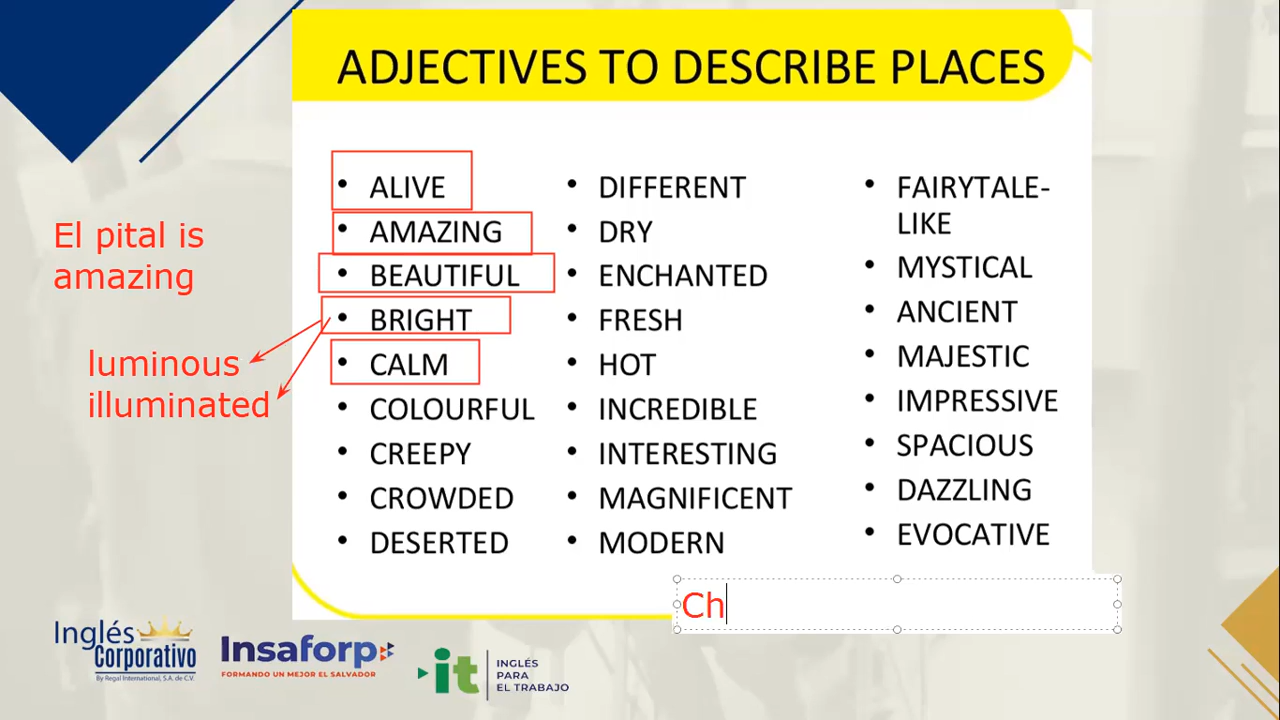 ADJECTIVES TO DESCRIBE PLACES
• ALIVE
• AMAZING
• BEAUTIFUL
• BRIGHT
• CALM
• COLOURFUL
• CREEPY
• CROWDED
• DESERTED
• DIFFERENT
• DRY
• ENCHANTED
• FRESH
• HOT
• INCREDIBLE
• INTERESTING
• MAGNIFICENT
• MODERN
• FAIRYTALE-
LIKE
• MYSTICAL
• ANCIENT
• MAJESTIC
• IMPRESSIVE
• SPACIOUS
• DAZZLING
• EVOCATIVE
El pital is
amazing
luminous
illuminated
Ch
Inglés
Corporativo
By Regal International, S.A. de C.V.
Insaforp
FORMANDO UN MEJOR EL SALVADOR
it
INGLÉS
PARA
EL TRABAJO